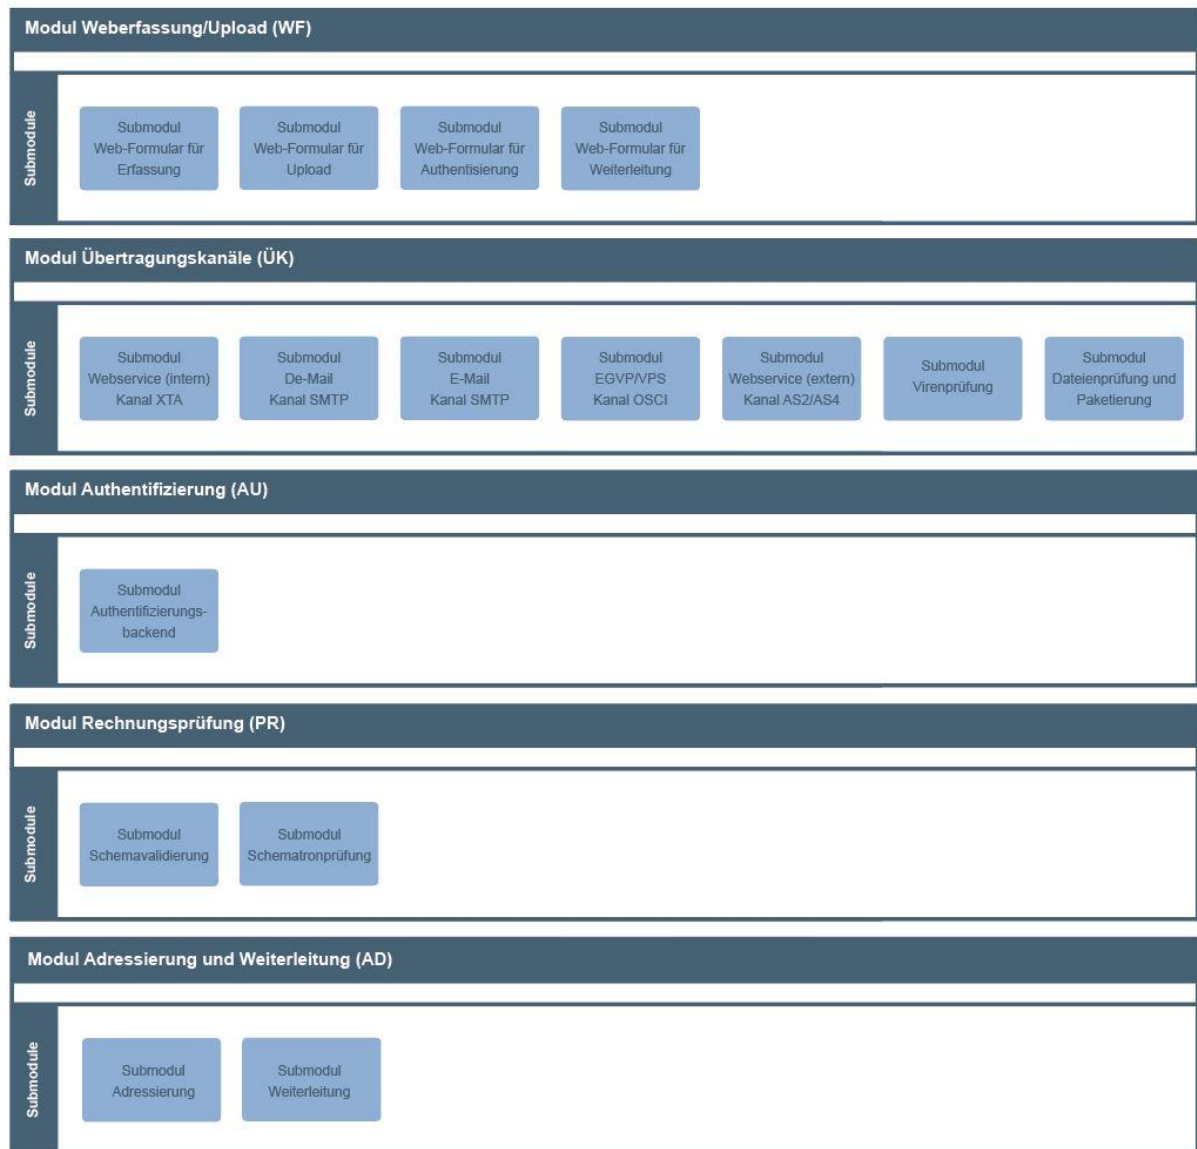 Modul Weberfassung/Upload (WF)
Submodule
Submodul
Web-Formular für
Erfassung
Submodul
Web-Formular für
Upload
Submodul
Web-Formular für
Authentisierung
Submodul
Web-Formular für
Weiterleitung
Modul Übertragungskanäle (ÜK)
Submodule
Submodul
Webservice (intern)
Kanal XTA
Submodul
De-Mail
Kanal SMTP
Submodul
E-Mail
Kanal SMTP
Submodul
EGVP/VPS
Kanal OSCI
Submodul
Webservice (extern)
Kanal AS2/AS4
Submodul
Virenprüfung
Submodul
Dateienprüfung und
Paketierung
Modul Authentifizierung (AU)
Submodule
Submodul
Authentifizierungs-
backend
Modul Rechnungsprüfung (PR)
Submodule
Submodul
Schemavalidierung
Submodul
Schematronprüfung
Modul Adressierung und Weiterleitung (AD)
Submodule
Submodul
Adressierung
Submodul
Weiterleitung